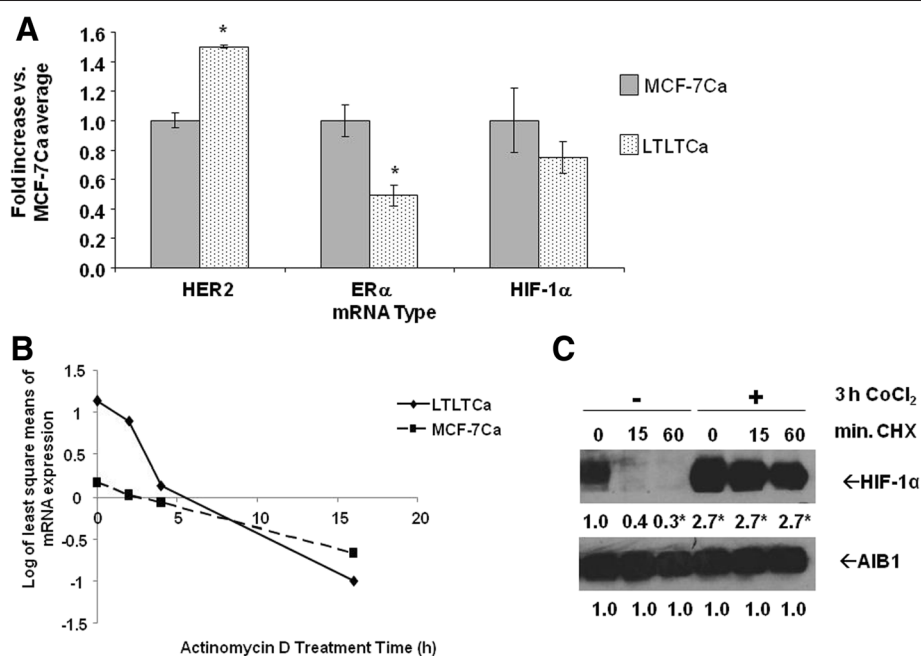 A
Fold increase vs.
MCF-7Ca average
1.6
1.4
1.2
1.0
0.8
0.6
0.4
0.2
0.0
*
*
HER2 ERα HIF-1α
mRNA Type
MCF-7Ca
LTLTCa
B
Log of least square means of
mRNA expression
1.5
1
0.5
0
-0.5
-1
-1.5
0 5 10 15 20
LTLTCa
MCF-7Ca
Actinomycin D Treatment Time (h)
C
- + 3 h CoCl2
0 15 60 0 15 60 min. CHX
←HIF-1α
1.0 0.4 0.3* 2.7* 2.7* 2.7*
←AIB1
1.0 1.0 1.0 1.0 1.0 1.0